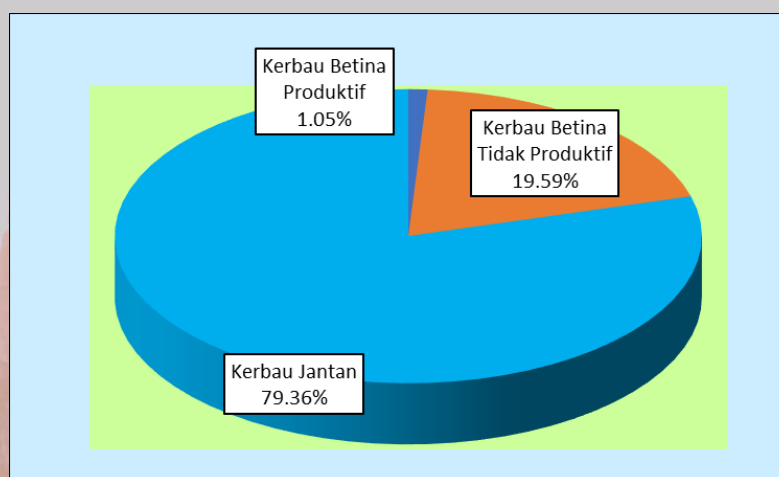 Kerbau Betina
Produktif
1.05%
Kerbau Betina
Tidak Produktif
19.59%
Kerbau Jantan
79.36%